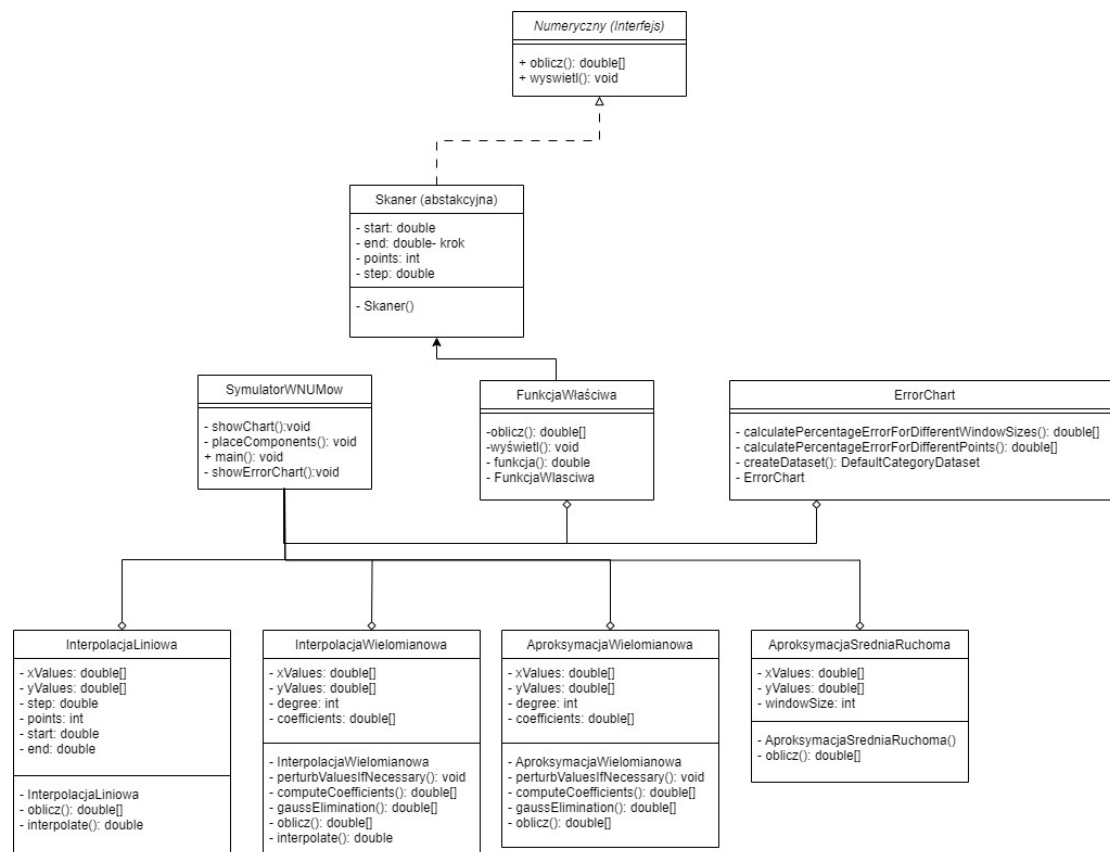 Numeryczny (Interfejs)
+ oblicz(): double[]
+ wyswietl(): void
Skaner (abstakcyjna)
- start: double
- end: double- krok
- points: int
- step: double
- Skaner()
SymulatorWNUMow
- showChart():void
- placeComponents(): void
+ main(): void
- showErrorChart():void
FunkcjaWłaściwa
-oblicz(): double[]
-wyświetl(): void
- funkcja(): double
- FunkcjaWlasciwa
ErrorChart
- calculatePercentageErrorForDifferentWindowSizes(): double[]
- calculatePercentageErrorForDifferentPoints(): double[]
- createDataset(): DefaultCategoryDataset
- ErrorChart
InterpolacjaLiniowa
- xValues: double[]
- yValues: double[]
- step: double
- points: int
- start: double
- end: double
- InterpolacjaLiniowa
- oblicz(): double[]
- interpolate(): double
InterpolacjaWielomianowa
- xValues: double[]
- yValues: double[]
- degree: int
- coefficients: double[]
- InterpolacjaWielomianowa
- perturbValuesIfNecessary(): void
- computeCoefficients(): double[]
- gaussElimination(): double[]
- oblicz(): double[]
- interpolate(): double
AproksymacjaWielomianowa
- xValues: double[]
- yValues: double[]
- degree: int
- coefficients: double[]
- AproksymacjaWielomianowa
- perturbValuesIfNecessary(): void
- computeCoefficients(): double[]
- gaussElimination(): double[]
- oblicz(): double[]
AproksymacjaSredniaRuchoma
- xValues: double[]
- yValues: double[]
- windowSize: int
- AproksymacjaSredniaRuchoma()
- oblicz(): double[]